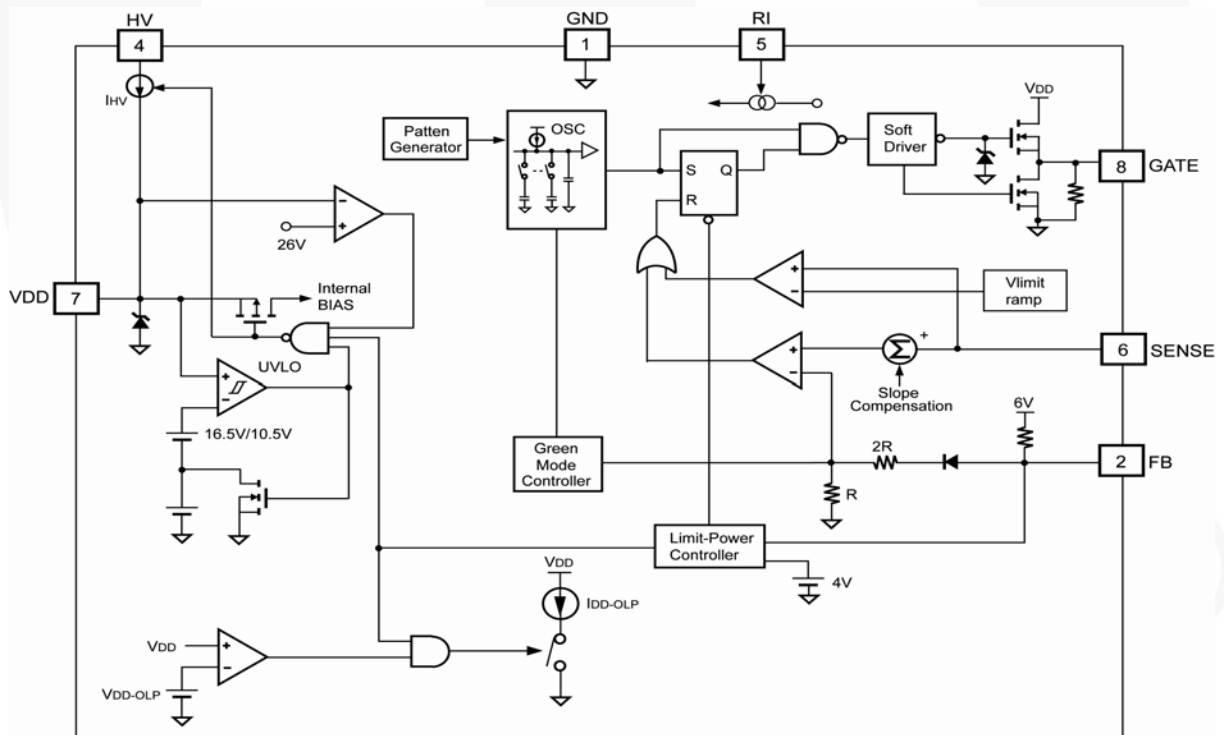 HV
4
GND
1
RI
5
IHV
Patten
Generator
OSC
VDD
Soft
Driver
8
GATE
S
Q
R
26V
VDD
7
Internal
BIAS
Vlimit
ramp
UVLO
+
-
+
-
+
-
+
-
+
-
Σ
+
6
SENSE
Slope
Compensation
16.5V/10.5V
6V
Green
Mode
Controller
2R
2
FB
R
Limit-Power
Controller
4V
VDD
IDD-OLP
VDD
+
-
VDD-OLP